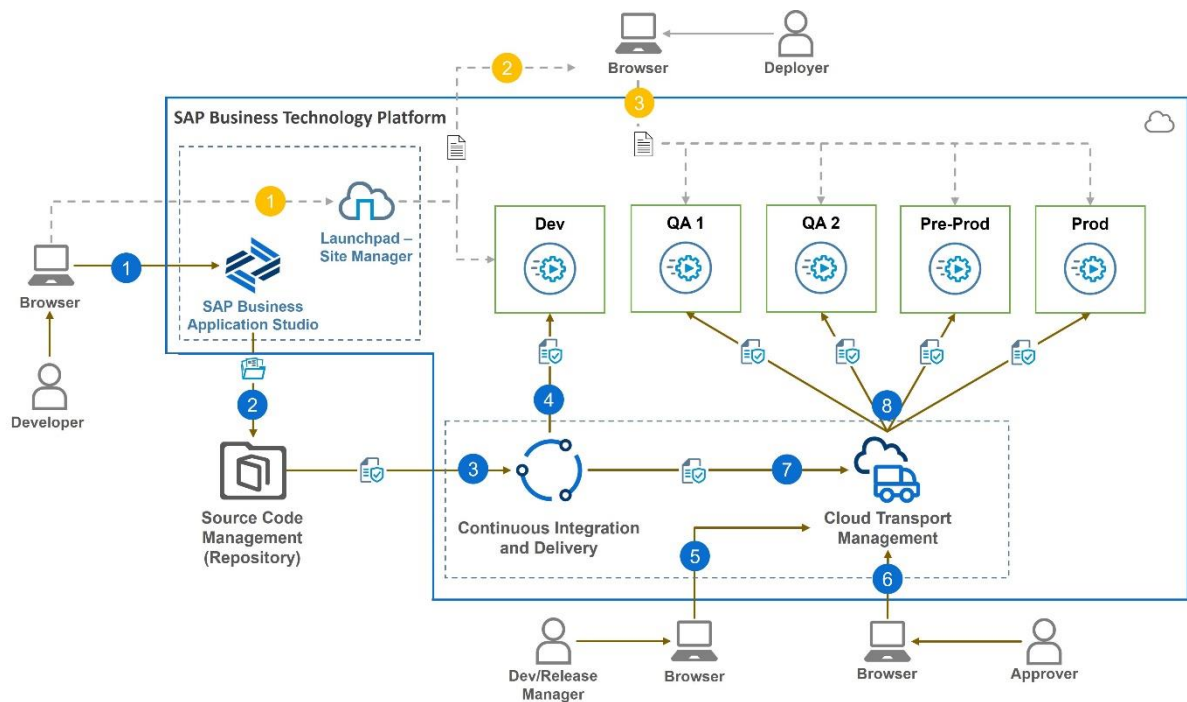 2
Browser
Deployer
3
SAP Business Technology Platform
1
Launchpad –
Site Manager
Dev
QA 1
QA 2
Pre-Prod
Prod
1
Browser
SAP Business
Application Studio
Developer
2
4
8
3
7
Source Code
Management
(Repository)
Continuous Integration
and Delivery
Cloud Transport
Management
5
6
Dev/Release
Manager
Browser
Browser
Approver